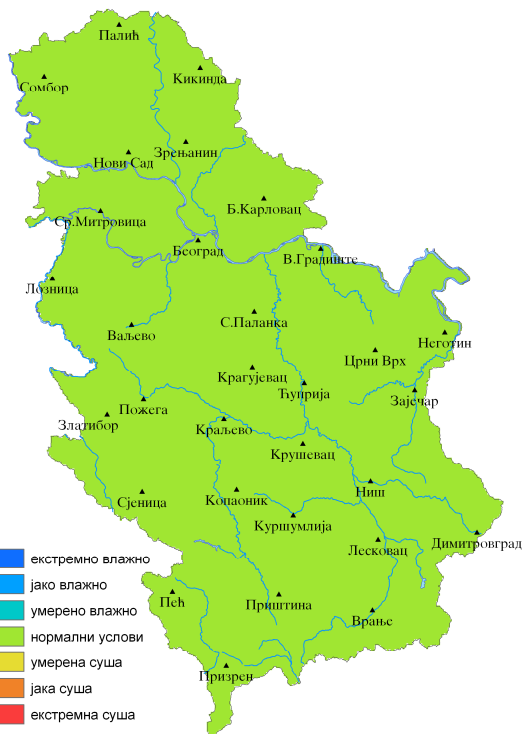 Палић
Кикинда
Сомбор
Зрењанин
Нови Сад
Б.Карловац
Ср.Митровица
Београд
В.Градиште
Лозница
С.Паланка
Ваљево
Неготин
Црни Врх
Крагујевац
Ћуприја
Зајечар
Пожега
Златибор
Краљево
Крушевац
Ниш
Сјеница
Копаоник
Куршумлија
Лесковац
Димитровград
екстремно влажно
јако влажно
Пећ
Приштина
умерено влажно
Врање
нормални услови
умерена суша
Призрен
јака суша
екстремна суша